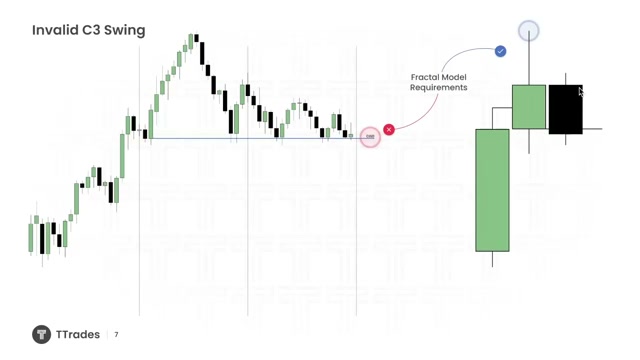 Invalid C3 Swing
Fractal Model
Requirements
TTrades
7